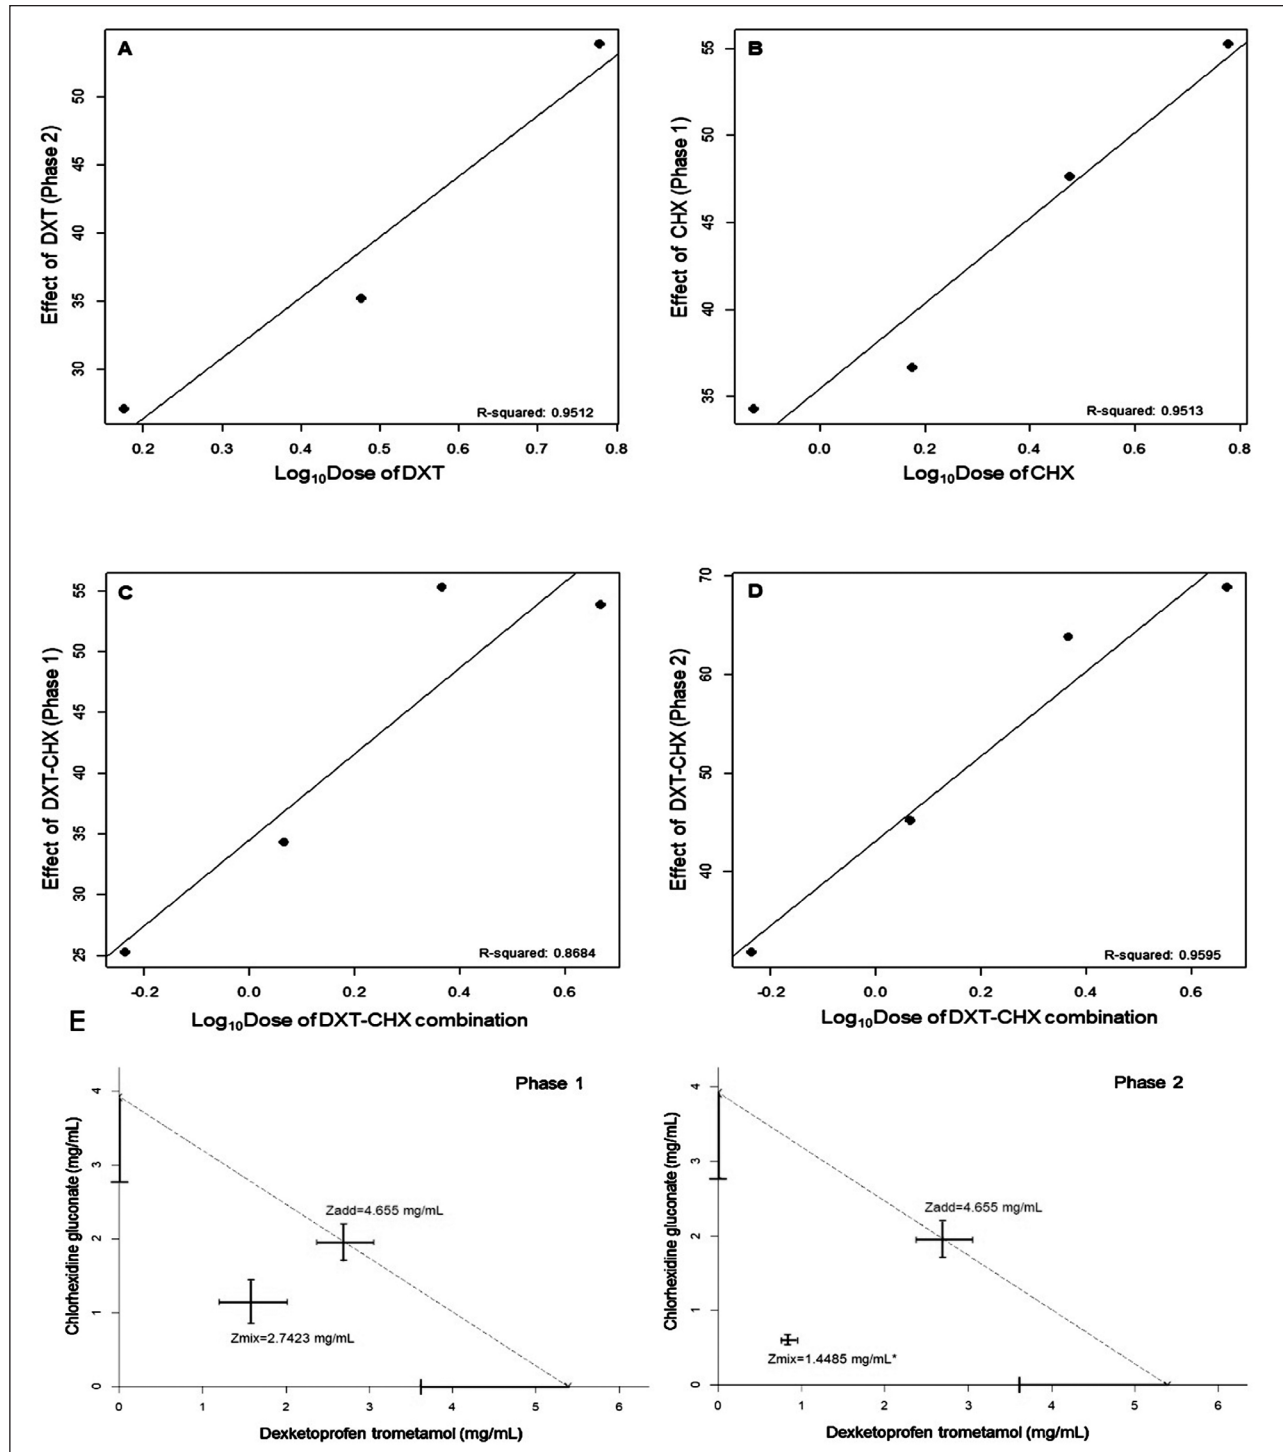 A
Effect of DXT (Phase 2)
50
45
40
35
30
R-squared: 0.9512
0.2 0.3 0.4 0.5 0.6 0.7 0.8
Log₁₀Dose of DXT
B
Effect of CHX (Phase 1)
55
50
45
40
35
R-squared: 0.9513
0.0 0.2 0.4 0.6 0.8
Log₁₀Dose of CHX
C
Effect of DXT-CHX (Phase 1)
55
50
45
40
35
30
25
R-squared: 0.8684
-0.2 0.0 0.2 0.4 0.6
Log₁₀Dose of DXT-CHX combination
D
Effect of DXT-CHX (Phase 2)
70
60
50
40
R-squared: 0.9595
-0.2 0.0 0.2 0.4 0.6
Log₁₀Dose of DXT-CHX combination
E
Phase 1
Chlorhexidine gluconate (mg/mL)
4
3
2
1
0
Zadd=4.655 mg/mL
Zmix=2.7423 mg/mL
0 1 2 3 4 5 6
Dexketoprofen trometamol (mg/mL)
Phase 2
Chlorhexidine gluconate (mg/mL)
4
3
2
1
0
Zadd=4.655 mg/mL
Zmix=1.4485 mg/mL*
0 1 2 3 4 5 6
Dexketoprofen trometamol (mg/mL)